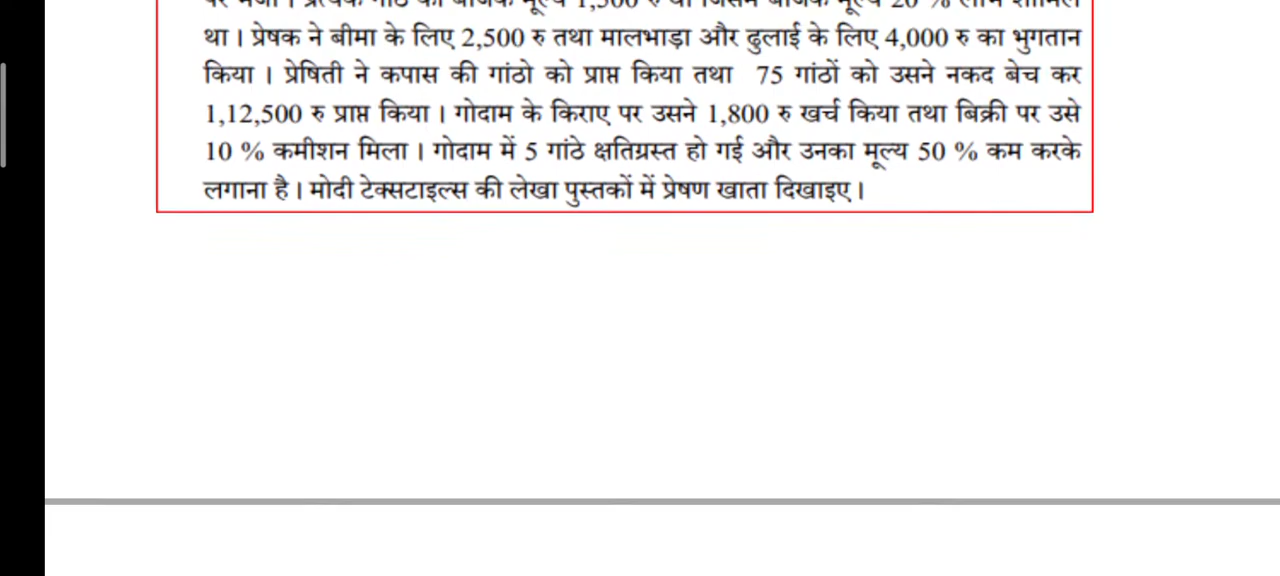 था । प्रेषक ने बीमा के लिए 2,500 रु तथा मालभाड़ा और ढुलाई के लिए 4,000 रु का भुगतान
किया । प्रेषिती ने कपास की गांठो को प्राप्त किया तथा 75 गांठों को उसने नकद बेच कर
1,12,500 रु प्राप्त किया । गोदाम के किराए पर उसने 1,800 रु खर्च किया तथा बिक्री पर उसे
10 % कमीशन मिला । गोदाम में 5 गांठे क्षतिग्रस्त हो गई और उनका मूल्य 50 % कम करके
लगाना है । मोदी टेक्सटाइल्स की लेखा पुस्तकों में प्रेषण खाता दिखाइए ।